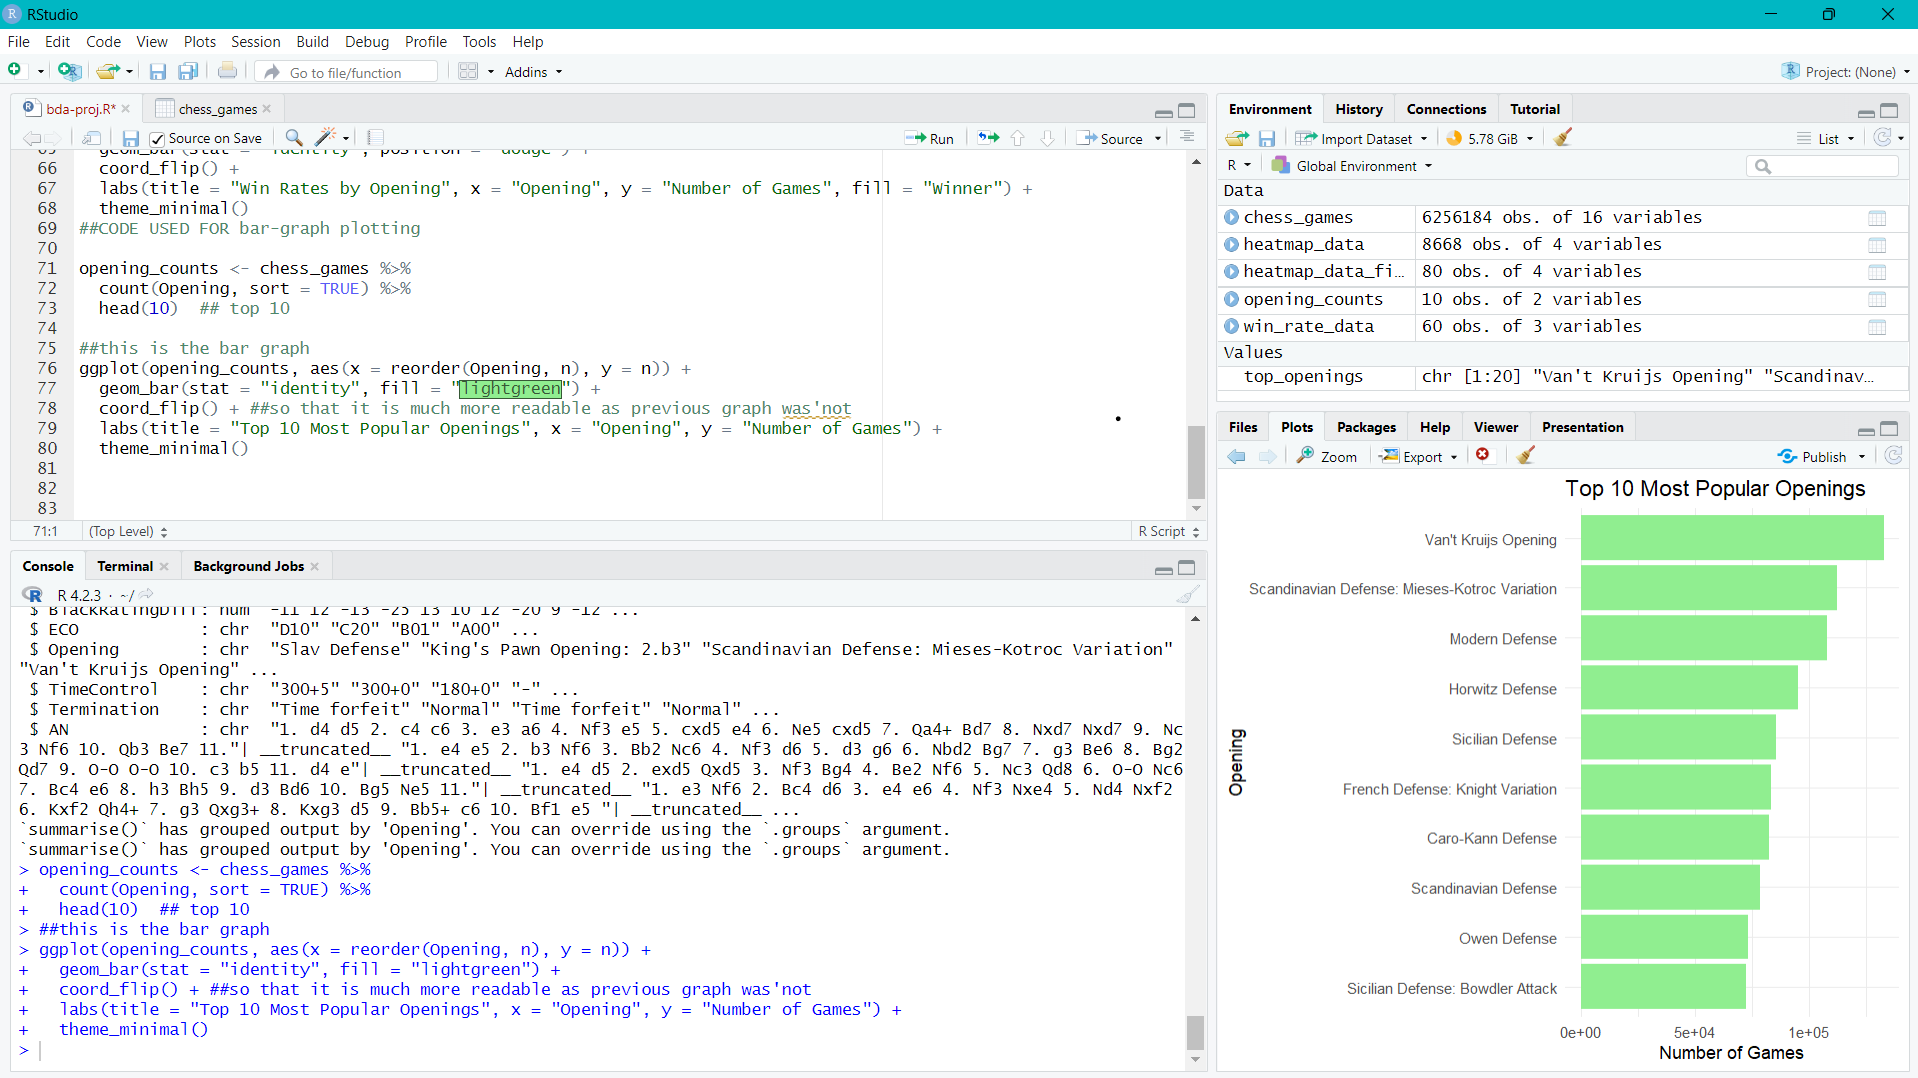 RStudio
File Edit Code View Plots Session Build Debug Profile Tools Help
Go to file/function Addins Project: (None)
bda-proj.R* chess_games
Source on Save Run Source
65 geom_bar(stat = "identity", position = "dodge") +
66 coord_flip() +
67 labs(title = "Win Rates by Opening", x = "Opening", y = "Number of Games", fill = "Winner") +
68 theme_minimal()
69 ##CODE USED FOR bar-graph plotting
70
71 opening_counts <- chess_games %>%
72 count(Opening, sort = TRUE) %>%
73 head(10)  ## top 10
74
75 ##this is the bar graph
76 ggplot(opening_counts, aes(x = reorder(Opening, n), y = n)) +
77 geom_bar(stat = "identity", fill = "lightgreen") +
78 coord_flip() + ##so that it is much more readable as previous graph was'not
79 labs(title = "Top 10 Most Popular Openings", x = "Opening", y = "Number of Games") +
80 theme_minimal()
81
82
83
71:1 (Top Level) R Script
Console Terminal Background Jobs
R 4.2.3 · ~/
$ BlackRatingDiff: num  -11 12 -13 -25 13 10 12 -20 9 -12 ...
$ ECO : chr  "D10" "C20" "B01" "A00" ...
$ Opening : chr  "Slav Defense" "King's Pawn Opening: 2.b3" "Scandinavian Defense: Mieses-Kotroc Variation"
"Van't Kruijs Opening" ...
$ TimeControl : chr  "300+5" "300+0" "180+0" "-" ...
$ Termination : chr  "Time forfeit" "Normal" "Time forfeit" "Normal" ...
$ AN : chr  "1. d4 d5 2. c4 c6 3. e3 a6 4. Nf3 e5 5. cxd5 e4 6. Ne5 cxd5 7. Qa4+ Bd7 8. Nxd7 Nxd7 9. Nc
3 Nf6 10. Qb3 Be7 11."| __truncated__ "1. e4 e5 2. b3 Nf6 3. Bb2 Nc6 4. Nf3 d6 5. d3 g6 6. Nbd2 Bg7 7. g3 Be6 8. Bg2
Qd7 9. O-O O-O 10. c3 b5 11. d4 e"| __truncated__ "1. e4 d5 2. exd5 Qxd5 3. Nf3 Bg4 4. Be2 Nf6 5. Nc3 Qd8 6. O-O Nc6
7. Bc4 e6 8. h3 Bh5 9. d3 Bd6 10. Bg5 Ne5 11."| __truncated__ "1. e3 Nf6 2. Bc4 d6 3. e4 e6 4. Nf3 Nxe4 5. Nd4 Nxf2
6. Kxf2 Qh4+ 7. g3 Qxg3+ 8. Kxg3 d5 9. Bb5+ c6 10. Bf1 e5 "| __truncated__ ...
`summarise()` has grouped output by 'Opening'. You can override using the `.groups` argument.
`summarise()` has grouped output by 'Opening'. You can override using the `.groups` argument.
> opening_counts <- chess_games %>%
+   count(Opening, sort = TRUE) %>%
+   head(10)  ## top 10
> ##this is the bar graph
> ggplot(opening_counts, aes(x = reorder(Opening, n), y = n)) +
+   geom_bar(stat = "identity", fill = "lightgreen") +
+   coord_flip() + ##so that it is much more readable as previous graph was'not
+   labs(title = "Top 10 Most Popular Openings", x = "Opening", y = "Number of Games") +
+   theme_minimal()
>
Environment History Connections Tutorial
Import Dataset 5.78 GiB List
R Global Environment
Data
chess_games 6256184 obs. of 16 variables
heatmap_data 8668 obs. of 4 variables
heatmap_data_fi... 80 obs. of 4 variables
opening_counts 10 obs. of 2 variables
win_rate_data 60 obs. of 3 variables
Values
top_openings chr [1:20] "Van't Kruijs Opening" "Scandinav...
Files Plots Packages Help Viewer Presentation
Zoom Export Publish
Top 10 Most Popular Openings
Van't Kruijs Opening
Scandinavian Defense: Mieses-Kotroc Variation
Modern Defense
Horwitz Defense
Sicilian Defense
French Defense: Knight Variation
Caro-Kann Defense
Scandinavian Defense
Owen Defense
Sicilian Defense: Bowdler Attack
Opening
0e+00 5e+04 1e+05
Number of Games